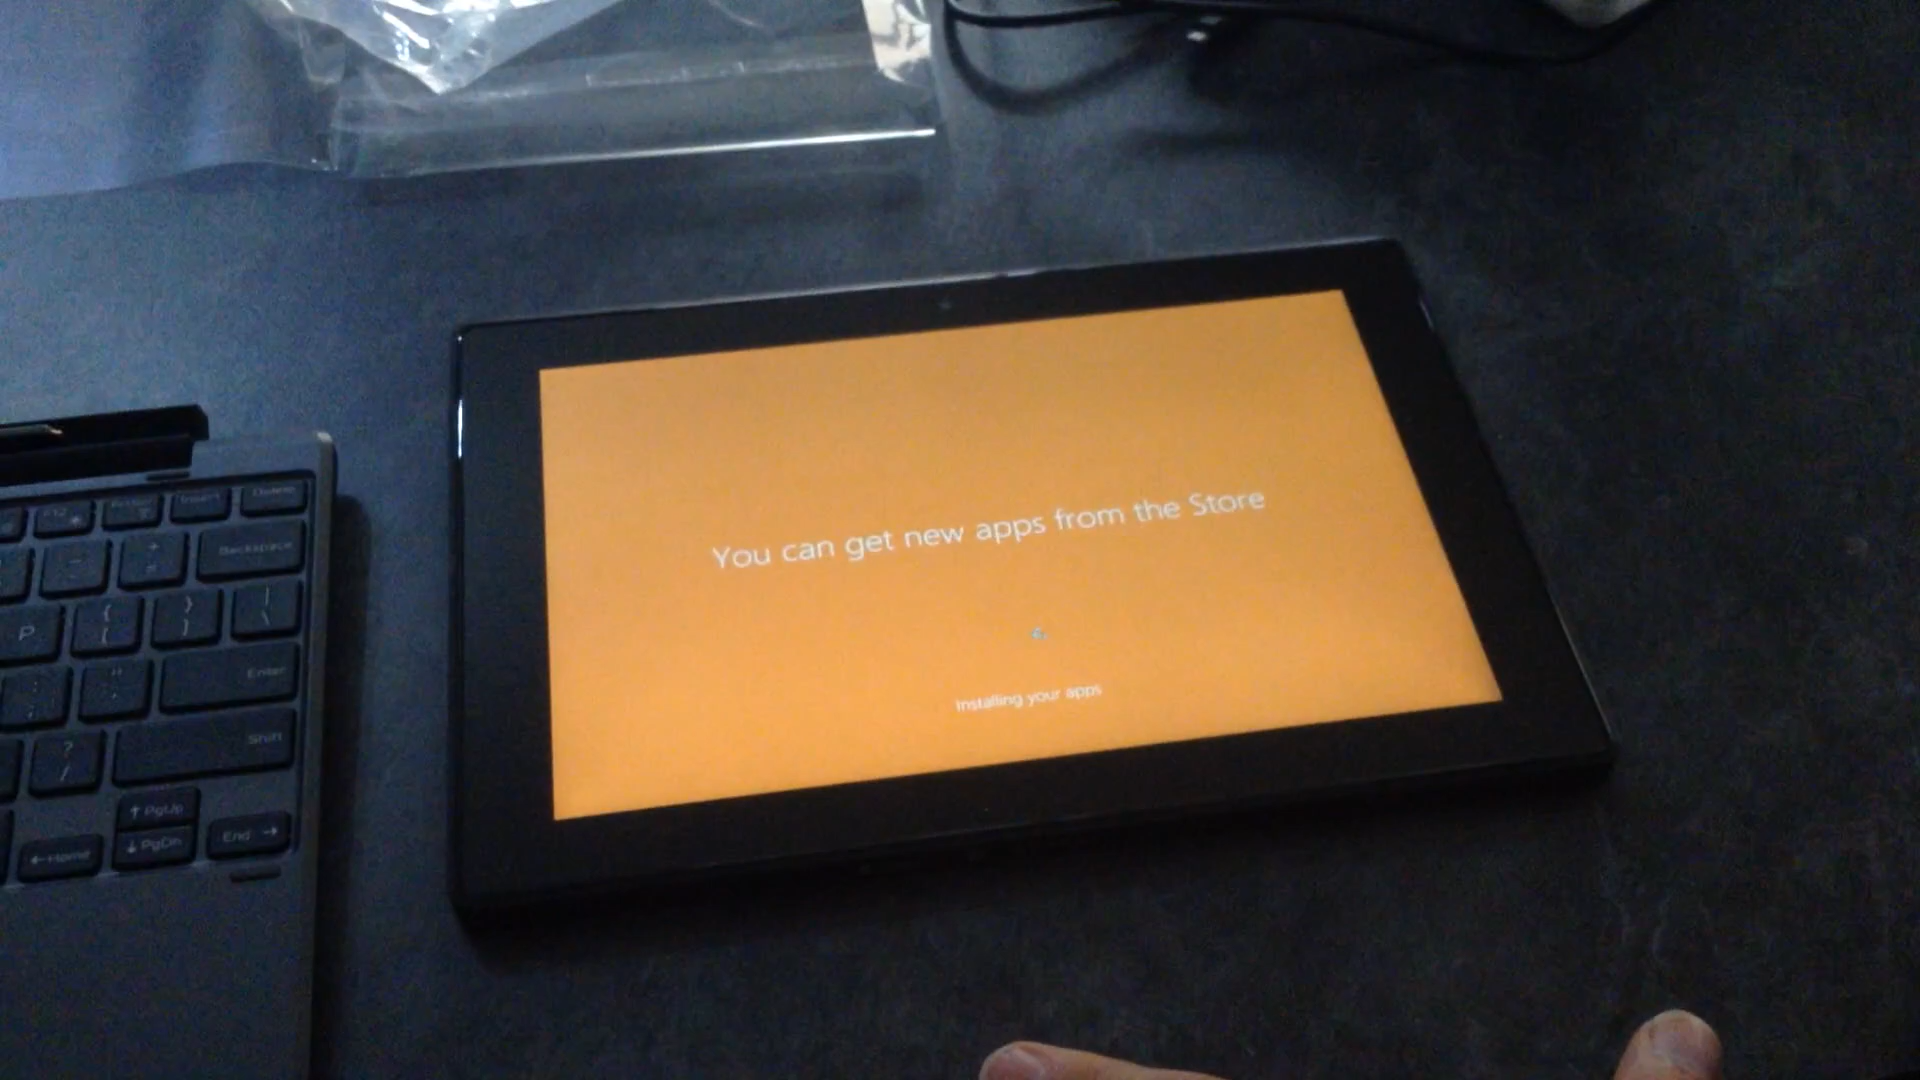 You can get new apps from the Store
Installing your apps
F12
Insert
Delete
Backspace
P
{ [
} ]
| \
Enter
? /
Shift
↑ PgUp
← Home
↓ PgDn
End →